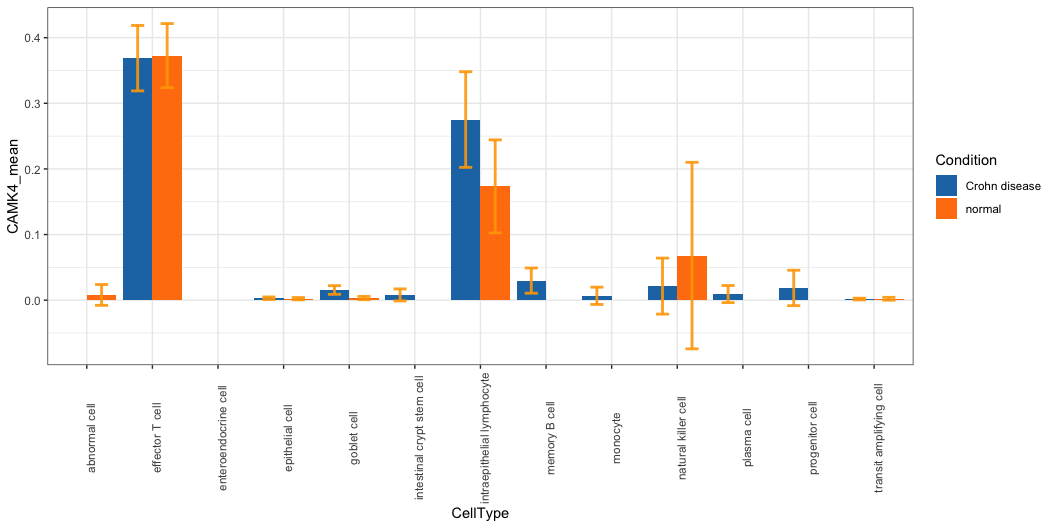 CAMK4_mean
0.4
0.3
0.2
0.1
0.0
abnormal cell
effector T cell
enteroendocrine cell
epithelial cell
goblet cell
intestinal crypt stem cell
intraepithelial lymphocyte
memory B cell
monocyte
natural killer cell
plasma cell
progenitor cell
transit amplifying cell
CellType
Condition
Crohn disease
normal